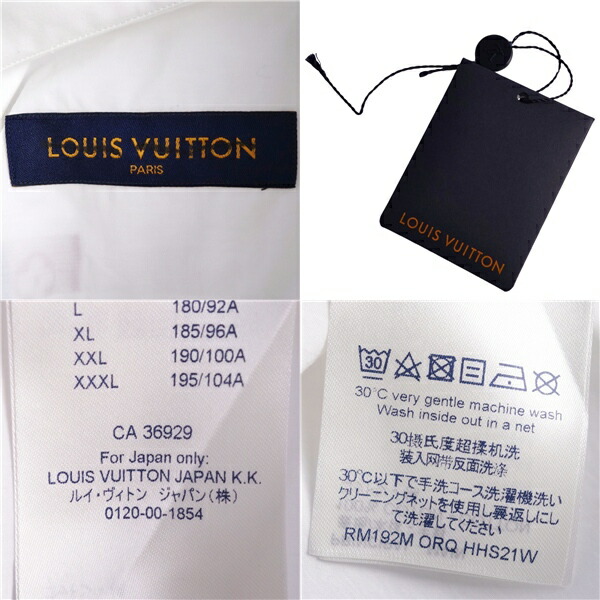 LOUIS VUITTON
PARIS
LOUIS VUITTON
L 180/92A
XL 185/96A
XXL 190/100A
XXXL 195/104A
CA 36929
For Japan only:
LOUIS VUITTON JAPAN K.K.
ルイ・ヴィトン ジャパン(株)
0120-00-1854
30
30°C very gentle machine wash
Wash inside out in a net
30摄氏度超揉机洗
装入网带反面洗涤
30°C以下で手洗コース洗濯機洗い
クリーニングネットを使用し裏返しにし
て洗濯してください
RM192M ORQ HHS21W